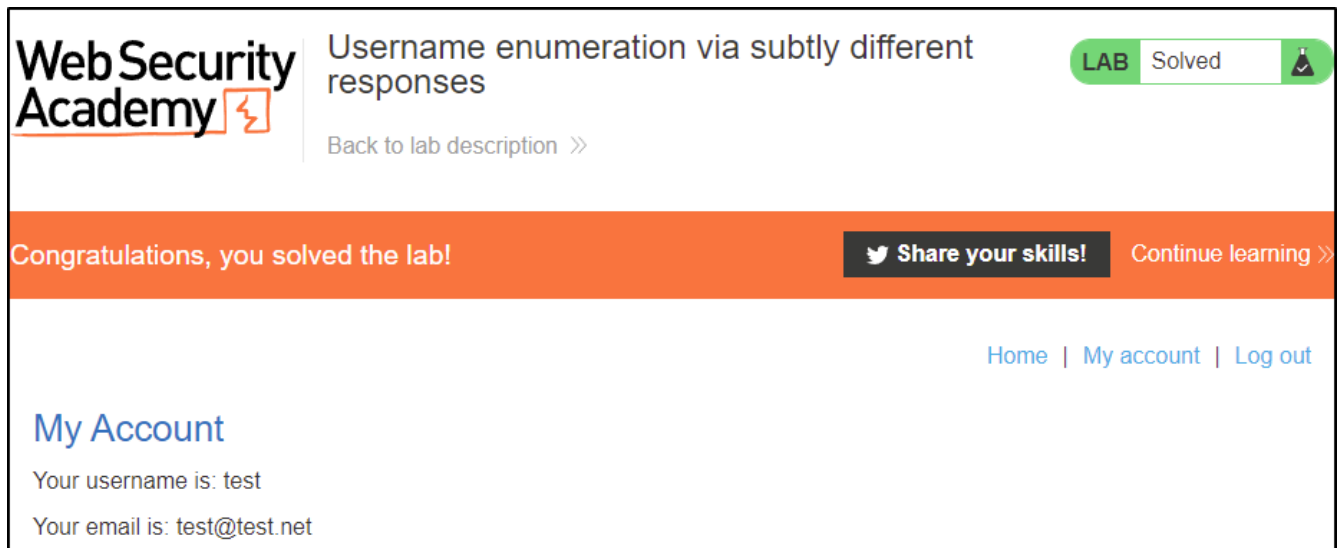 Web Security
Academy
Username enumeration via subtly different
responses
Back to lab description
LAB Solved
Congratulations, you solved the lab!
Share your skills! Continue learning
Home | My account | Log out
My Account
Your username is: test
Your email is: test@test.net